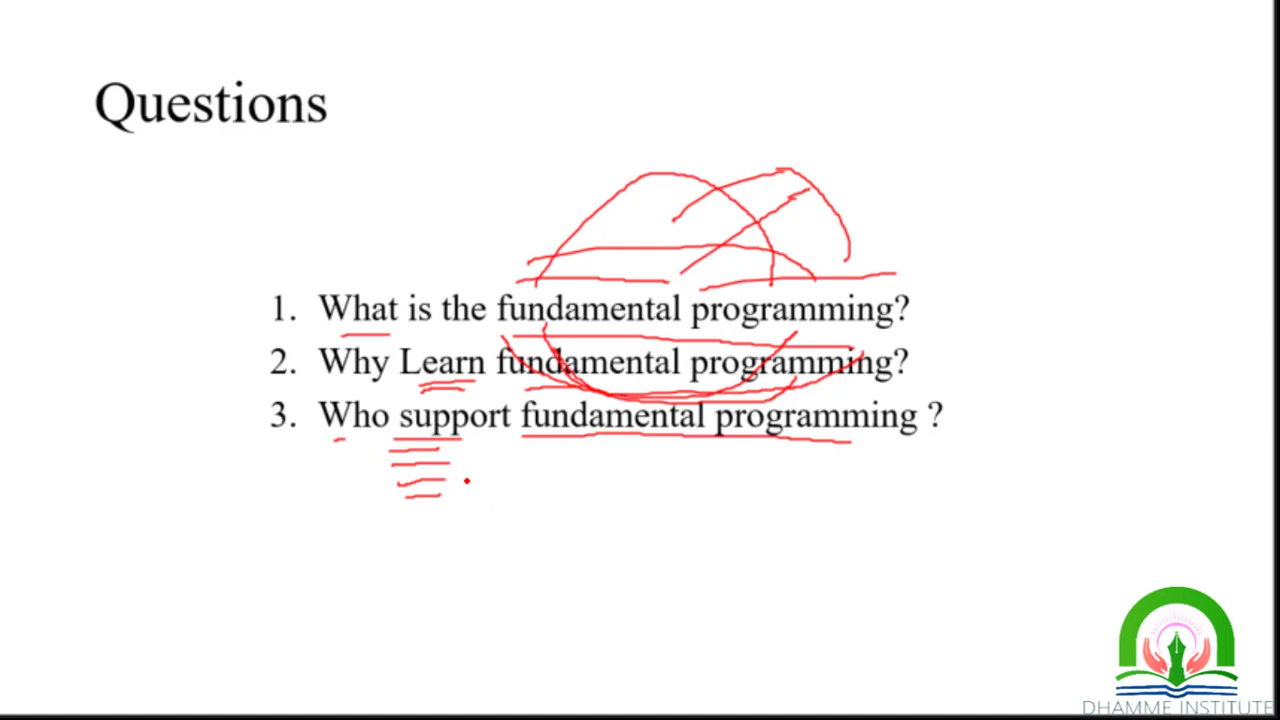 Questions
1. What is the fundamental programming?
2. Why Learn fundamental programming?
3. Who support fundamental programming ?
DHAMME INSTITUTE